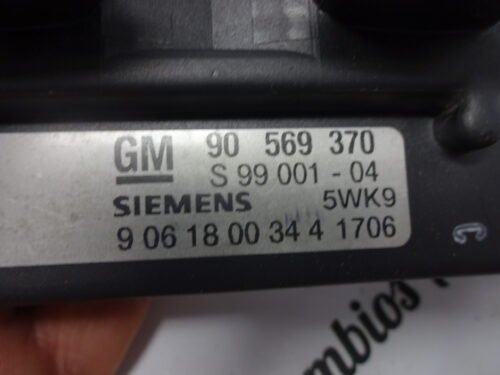 GM 90 569 370
S 99 001 - 04
SIEMENS 5WK9
9 06 18 00 34 4 1706
C